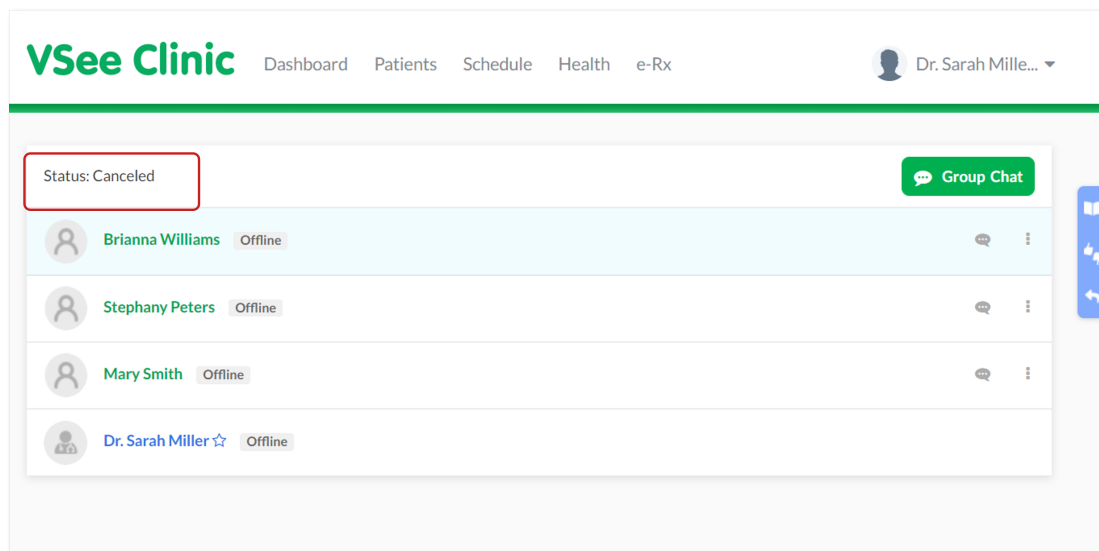 VSee Clinic Dashboard Patients Schedule Health e-Rx Dr. Sarah Mille...
Status: Canceled Group Chat
Brianna Williams Offline
Stephany Peters Offline
Mary Smith Offline
Dr. Sarah Miller Offline